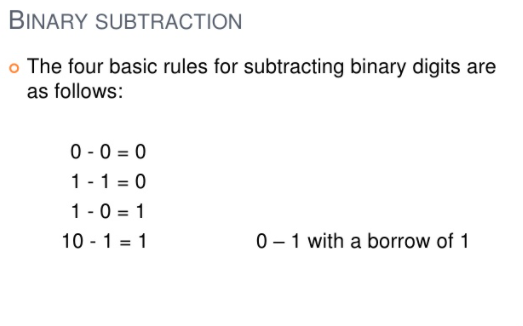 BINARY SUBTRACTION
The four basic rules for subtracting binary digits are
as follows:
0 - 0 = 0
1 - 1 = 0
1 - 0 = 1
10 - 1 = 1 0 – 1 with a borrow of 1